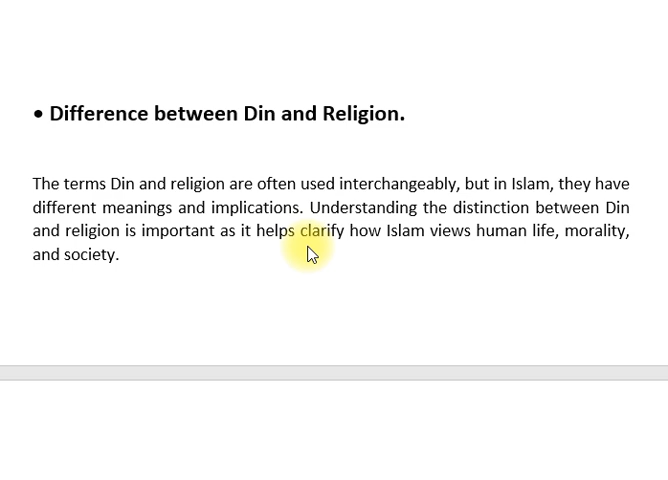 • Difference between Din and Religion.
The terms Din and religion are often used interchangeably, but in Islam, they have
different meanings and implications. Understanding the distinction between Din
and religion is important as it helps clarify how Islam views human life, morality,
and society.